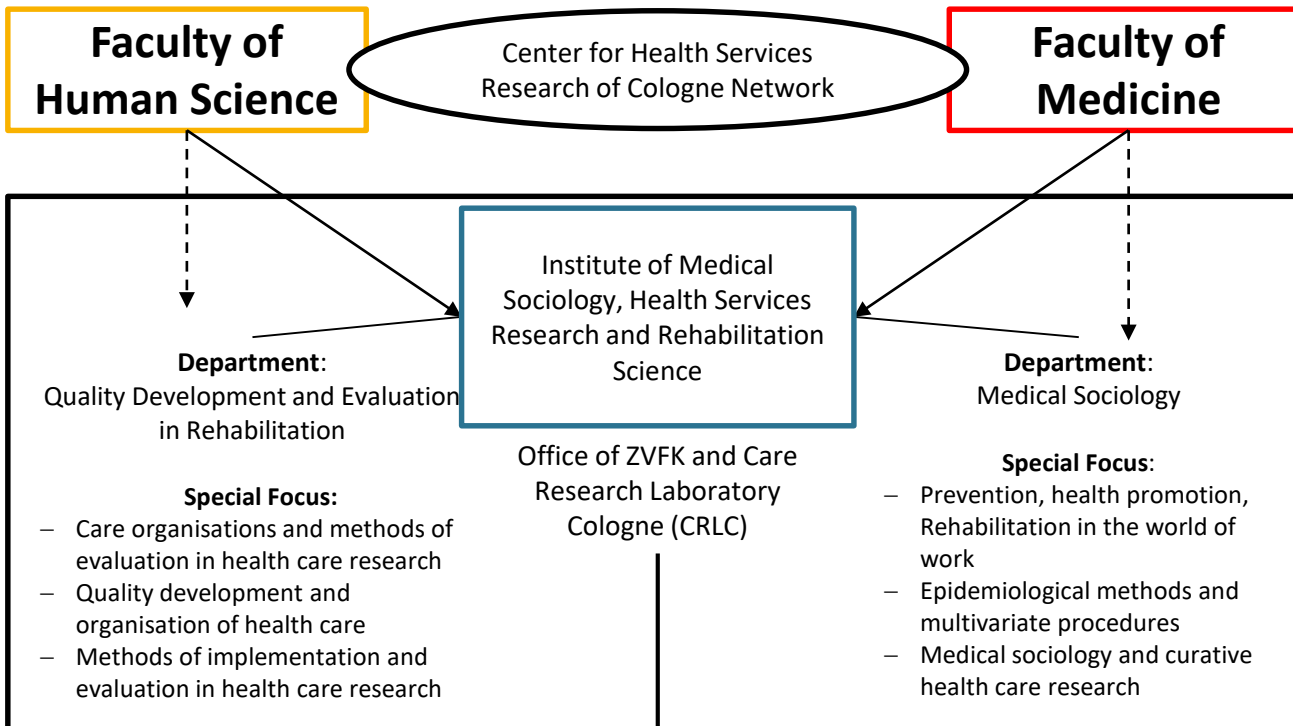 Faculty of
Human Science
Center for Health Services
Research of Cologne Network
Faculty of
Medicine
Institute of Medical
Sociology, Health Services
Research and Rehabilitation
Science
Department:
Quality Development and Evaluation
in Rehabilitation
Special Focus:
– Care organisations and methods of
evaluation in health care research
– Quality development and
organisation of health care
– Methods of implementation and
evaluation in health care research
Office of ZVFK and Care
Research Laboratory
Cologne (CRLC)
Department:
Medical Sociology
Special Focus:
– Prevention, health promotion,
Rehabilitation in the world of
work
– Epidemiological methods and
multivariate procedures
– Medical sociology and curative
health care research